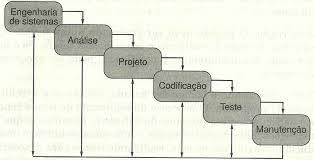 Engenharia
de sistemas
Análise
Projeto
Codificação
Teste
Manutenção